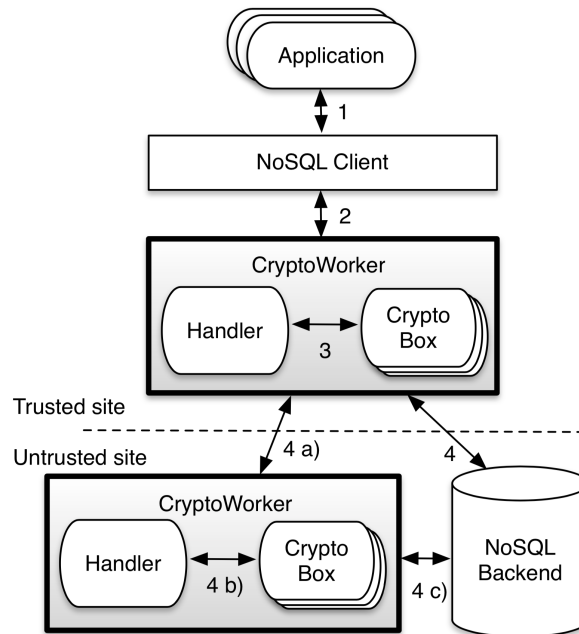 Application
1
NoSQL Client
2
CryptoWorker
Handler
3
Crypto
Box
Trusted site
4 a)
4
Untrusted site
CryptoWorker
Handler
4 b)
Crypto
Box
4 c)
NoSQL
Backend